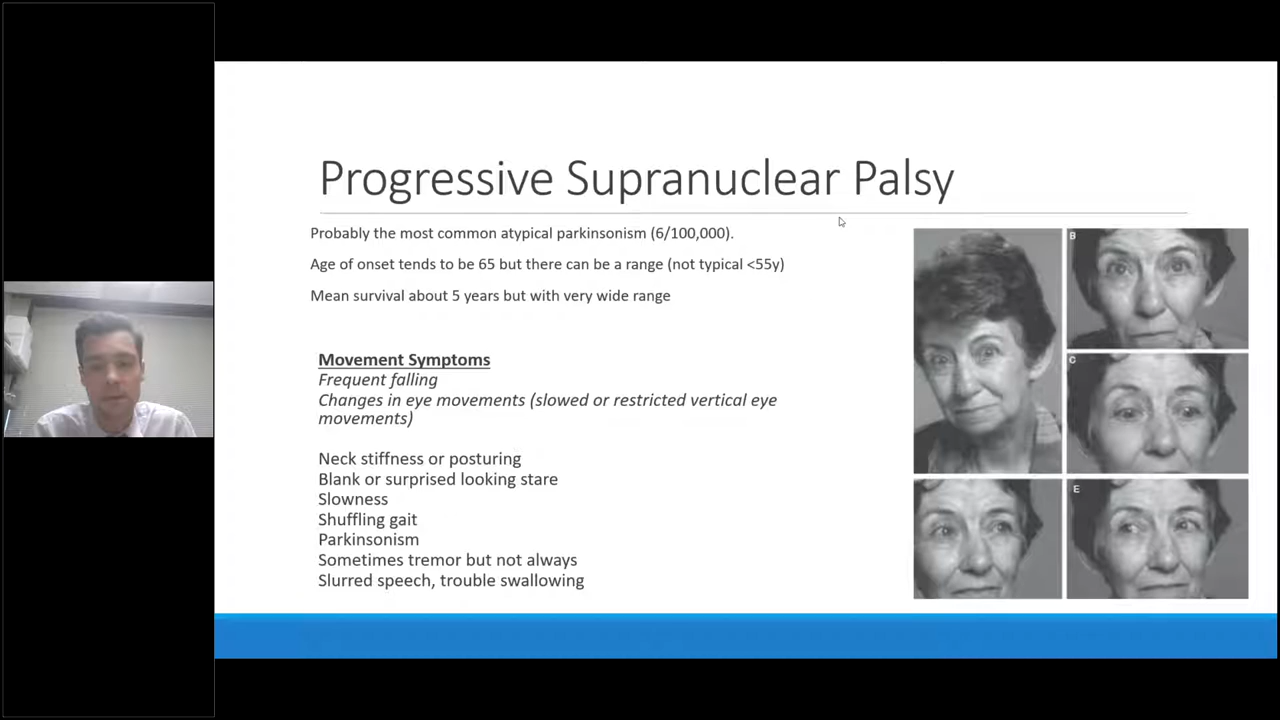 Progressive Supranuclear Palsy
Probably the most common atypical parkinsonism (6/100,000).
Age of onset tends to be 65 but there can be a range (not typical <55y)
Mean survival about 5 years but with very wide range
Movement Symptoms
Frequent falling
Changes in eye movements (slowed or restricted vertical eye
movements)
Neck stiffness or posturing
Blank or surprised looking stare
Slowness
Shuffling gait
Parkinsonism
Sometimes tremor but not always
Slurred speech, trouble swallowing
B
C
E